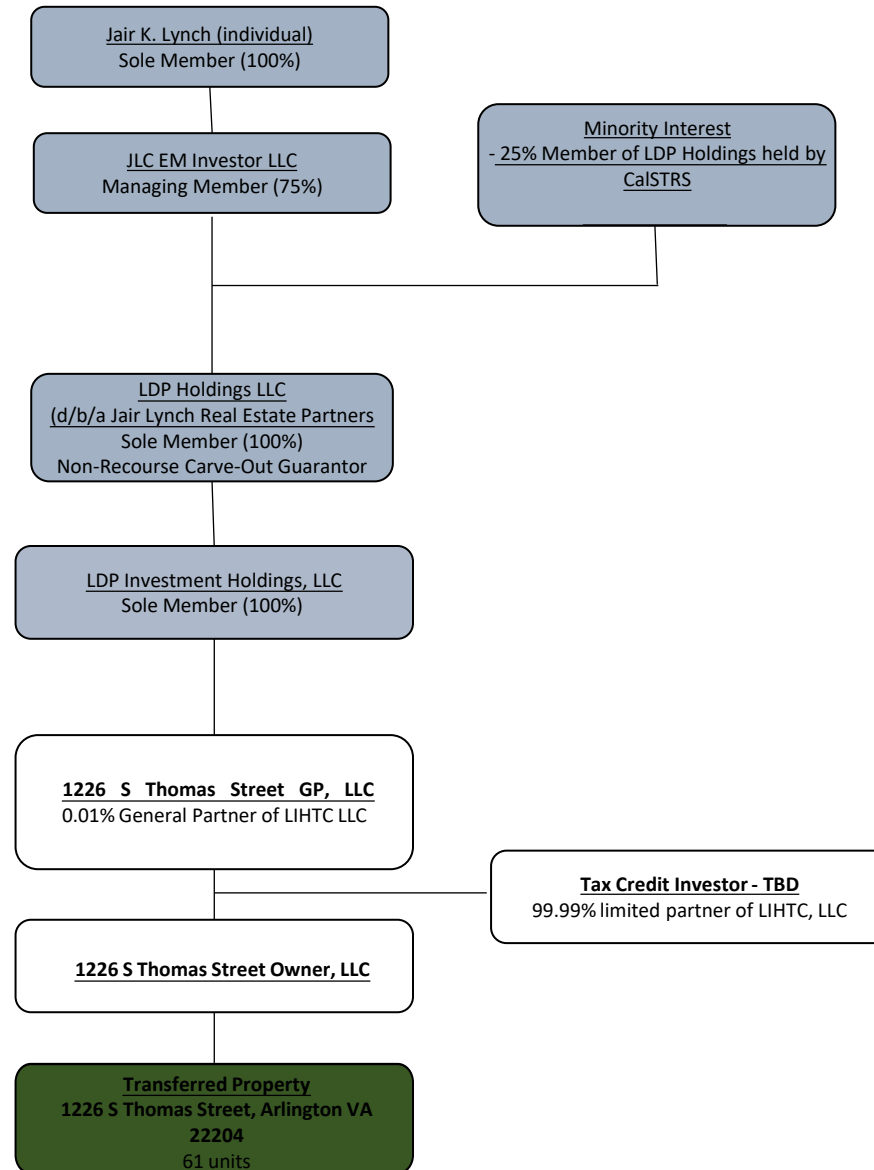 Jair K. Lynch (individual)
Sole Member (100%)
JLC EM Investor LLC
Managing Member (75%)
Minority Interest
- 25% Member of LDP Holdings held by
CalSTRS
LDP Holdings LLC
(d/b/a Jair Lynch Real Estate Partners
Sole Member (100%)
Non-Recourse Carve-Out Guarantor
LDP Investment Holdings, LLC
Sole Member (100%)
1226 S Thomas Street GP, LLC
0.01% General Partner of LIHTC LLC
Tax Credit Investor - TBD
99.99% limited partner of LIHTC, LLC
1226 S Thomas Street Owner, LLC
Transferred Property
1226 S Thomas Street, Arlington VA
22204
61 units